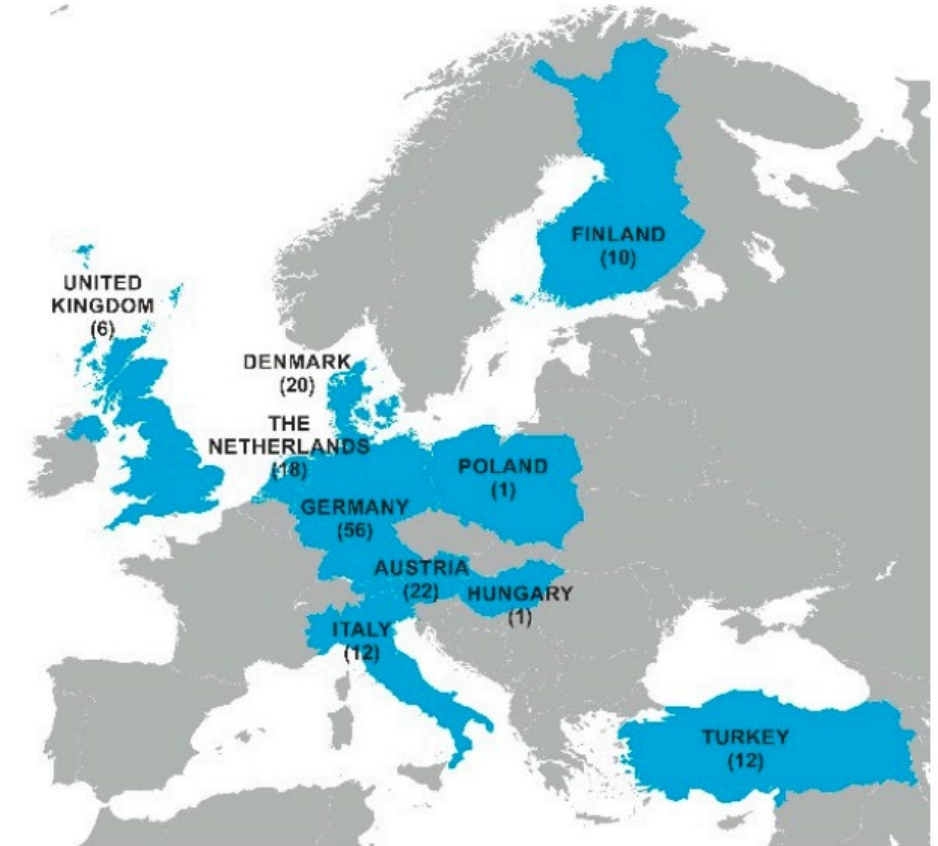 FINLAND
(10)
UNITED
KINGDOM
(6)
DENMARK
(20)
THE
NETHERLANDS
(18)
POLAND
(1)
GERMANY
(56)
AUSTRIA
(22)
HUNGARY
(1)
ITALY
(12)
TURKEY
(12)